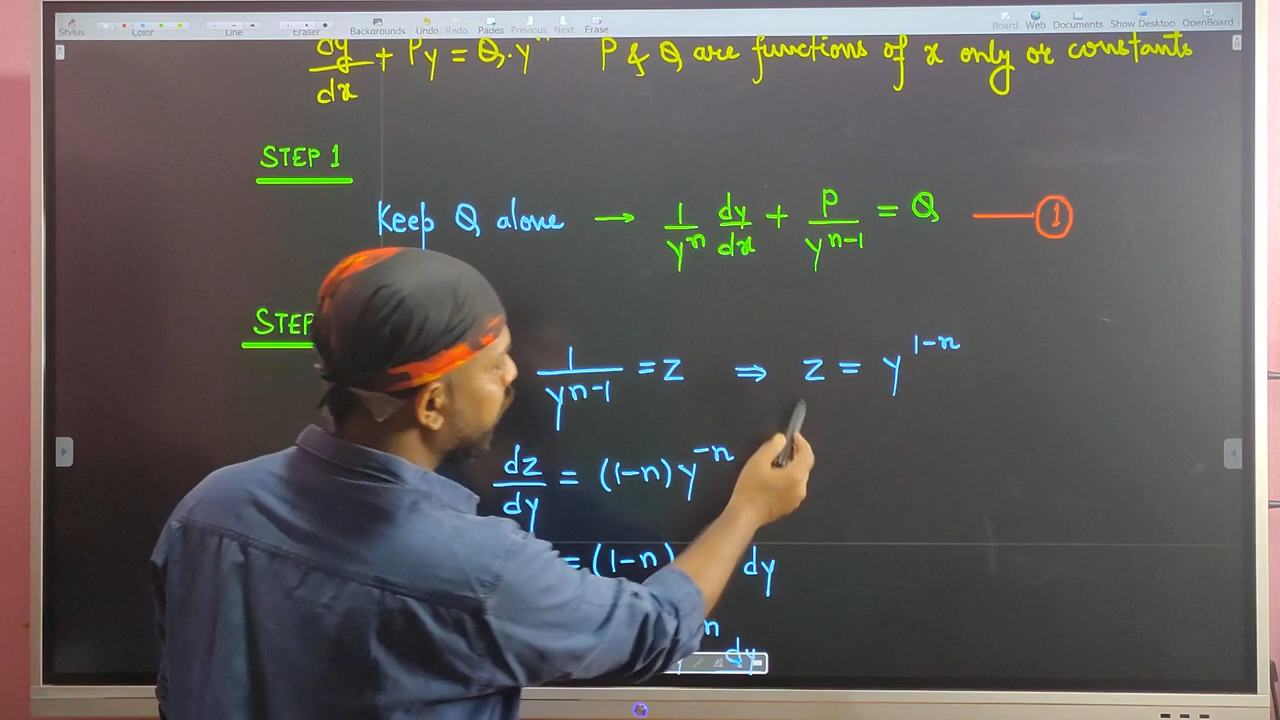 Stylus Color Line Eraser Backgrounds Undo Redo Pages Previous Next Erase Board Web Documents Show Desktop OpenBoard
dy/dx + Py = Q·yⁿ P & Q are functions of x only or constants
STEP 1
Keep Q alone → 1/yⁿ dy/dx + P/yⁿ⁻¹ = Q —— ①
STEP
1/yⁿ⁻¹ = z ⇒ z = y¹⁻ⁿ
dz/dy = (1-n) y⁻ⁿ
= (1-n) dy
n dy